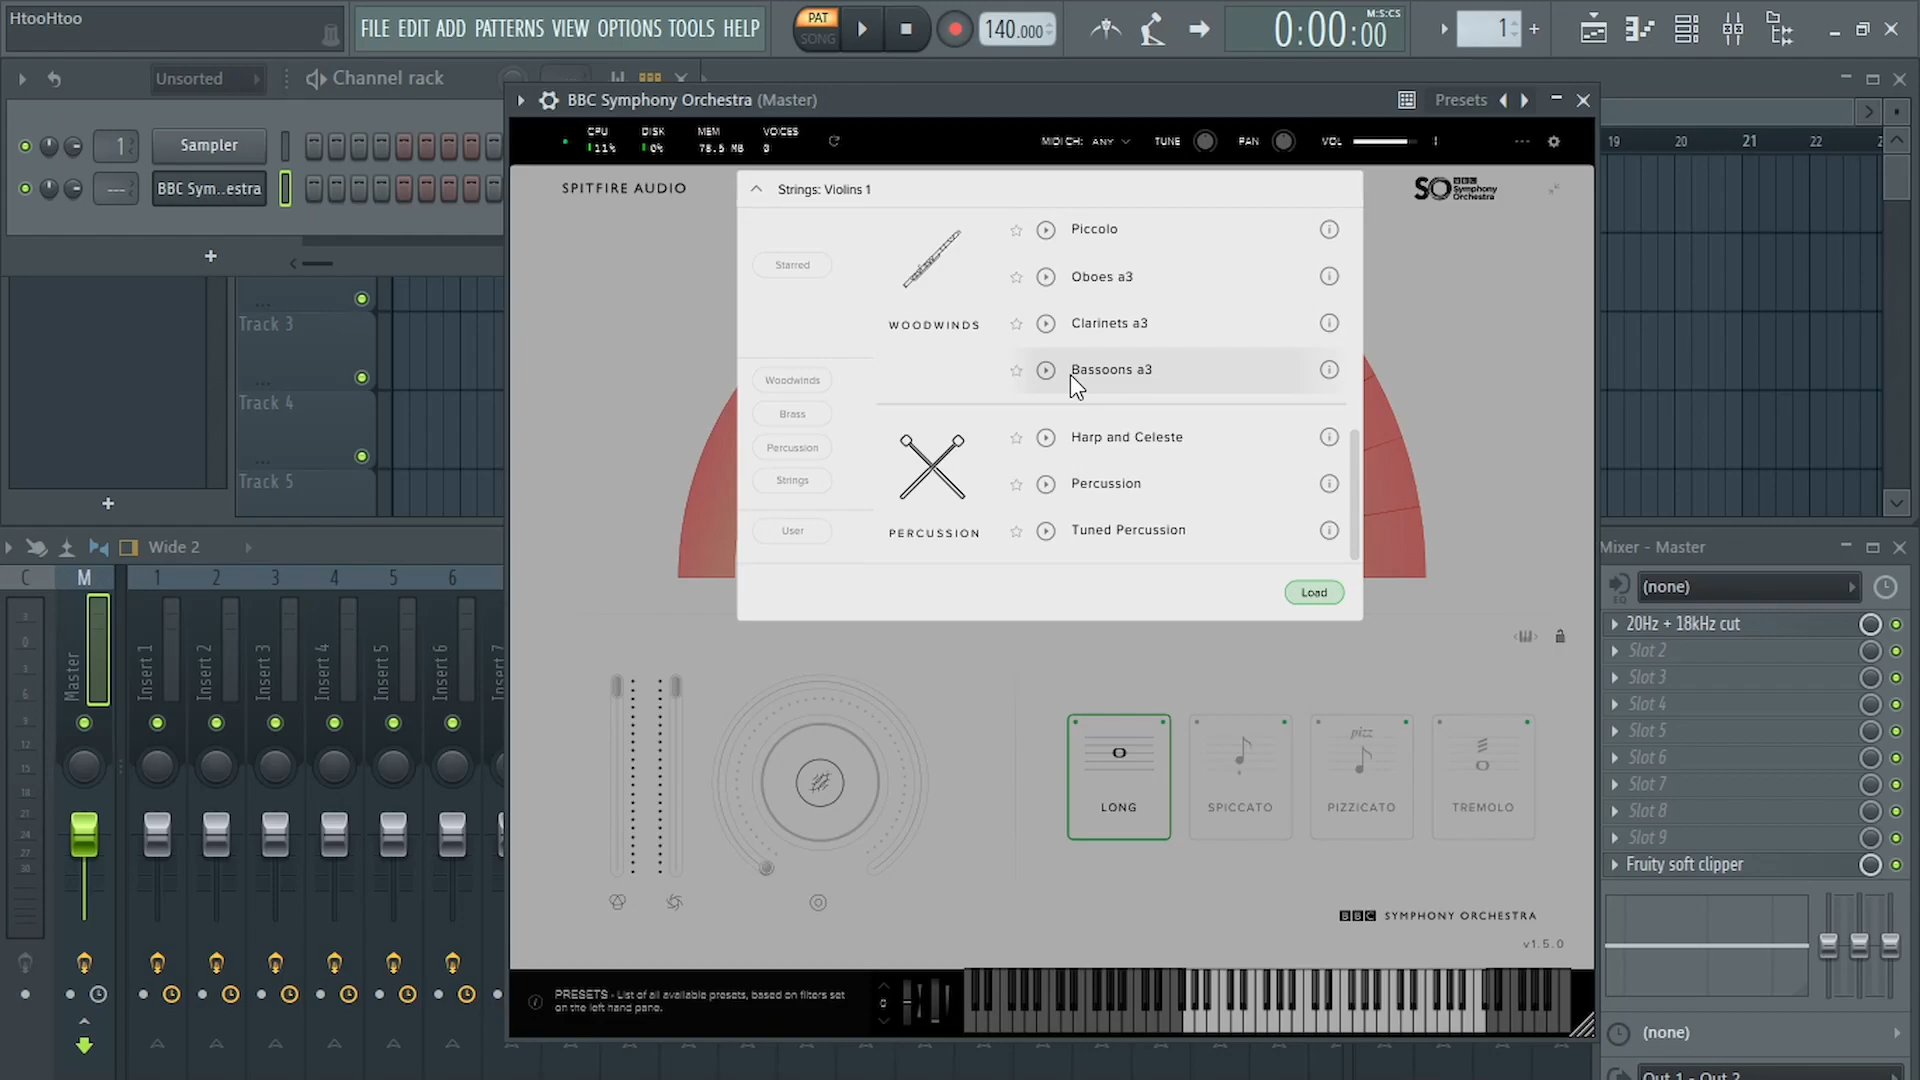 HtooHtoo
FILE EDIT ADD PATTERNS VIEW OPTIONS TOOLS HELP
PAT
SONG
140.000
M:S:CS
0:00:00
1
Unsorted
Channel rack
1
Sampler
---
BBC Sym..estra
Track 3
Track 4
Track 5
BBC Symphony Orchestra (Master)
Presets
CPU
11%
DISK
0%
MEM
78.5 MB
VOICES
0
MIDI CH: ANY
TUNE
PAN
VOL
SPITFIRE AUDIO
SO BBC Symphony Orchestra
Strings: Violins 1
Starred
Woodwinds
Brass
Percussion
Strings
User
WOODWINDS
Piccolo
Oboes a3
Clarinets a3
Bassoons a3
PERCUSSION
Harp and Celeste
Percussion
Tuned Percussion
Load
LONG
SPICCATO
pizz
PIZZICATO
TREMOLO
BBC SYMPHONY ORCHESTRA
v1.5.0
PRESETS - List of all available presets, based on filters set
on the left hand pane.
0
19 20 21 22
Wide 2
C M 1 2 3 4 5 6
Master
Insert 1
Insert 2
Insert 3
Insert 4
Insert 5
Insert 6
Mixer - Master
(none)
EQ
20Hz + 18kHz cut
Slot 2
Slot 3
Slot 4
Slot 5
Slot 6
Slot 7
Slot 8
Slot 9
Fruity soft clipper
(none)
Out 1 - Out 2